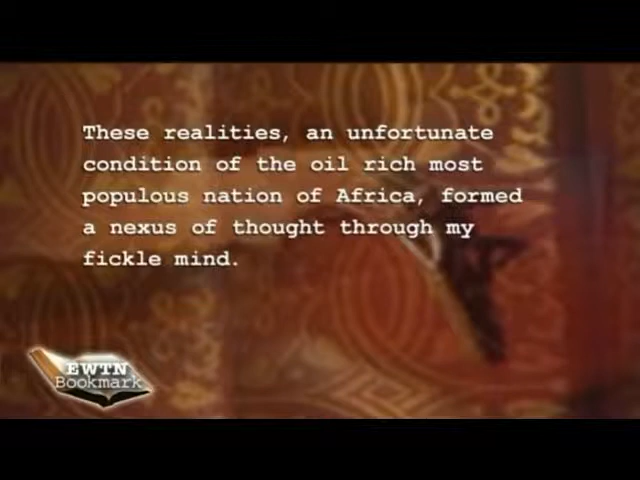 These realities, an unfortunate
condition of the oil rich most
populous nation of Africa, formed
a nexus of thought through my
fickle mind.
EWTN
Bookmark